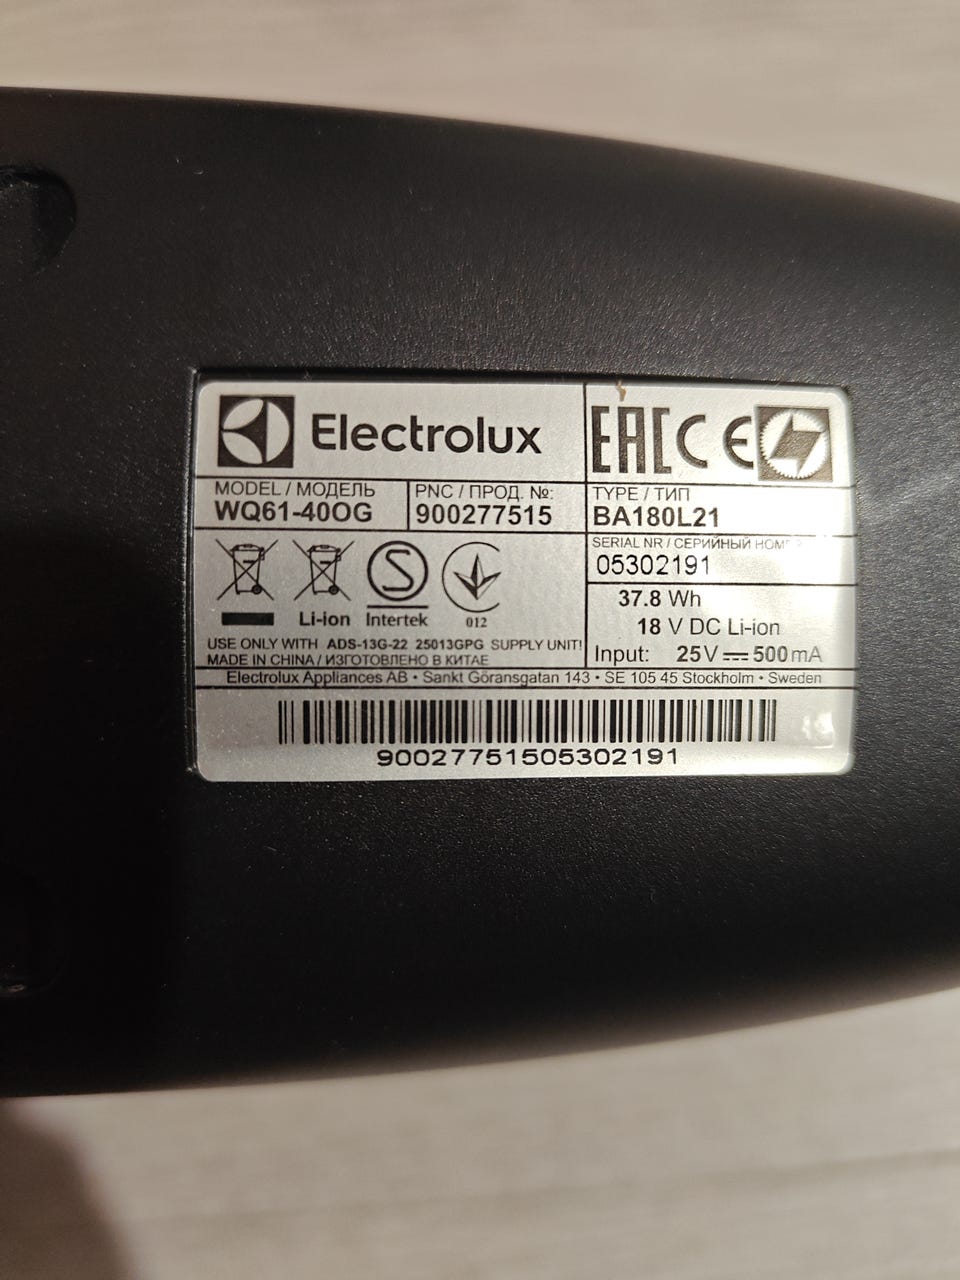 Electrolux
EAC CE
MODEL / МОДЕЛЬ
WQ61-40OG
PNC / ПРОД. №:
900277515
TYPE / ТИП
BA180L21
SERIAL NR / СЕРИЙНЫЙ НОМЕР
05302191
Li-ion
S
Intertek
012
37.8 Wh
18 V DC Li-ion
Input: 25V 500mA
USE ONLY WITH ADS-13G-22 25013GPG SUPPLY UNIT!
MADE IN CHINA / ИЗГОТОВЛЕНО В КИТАЕ
Electrolux Appliances AB • Sankt Göransgatan 143 • SE 105 45 Stockholm • Sweden
90027751505302191